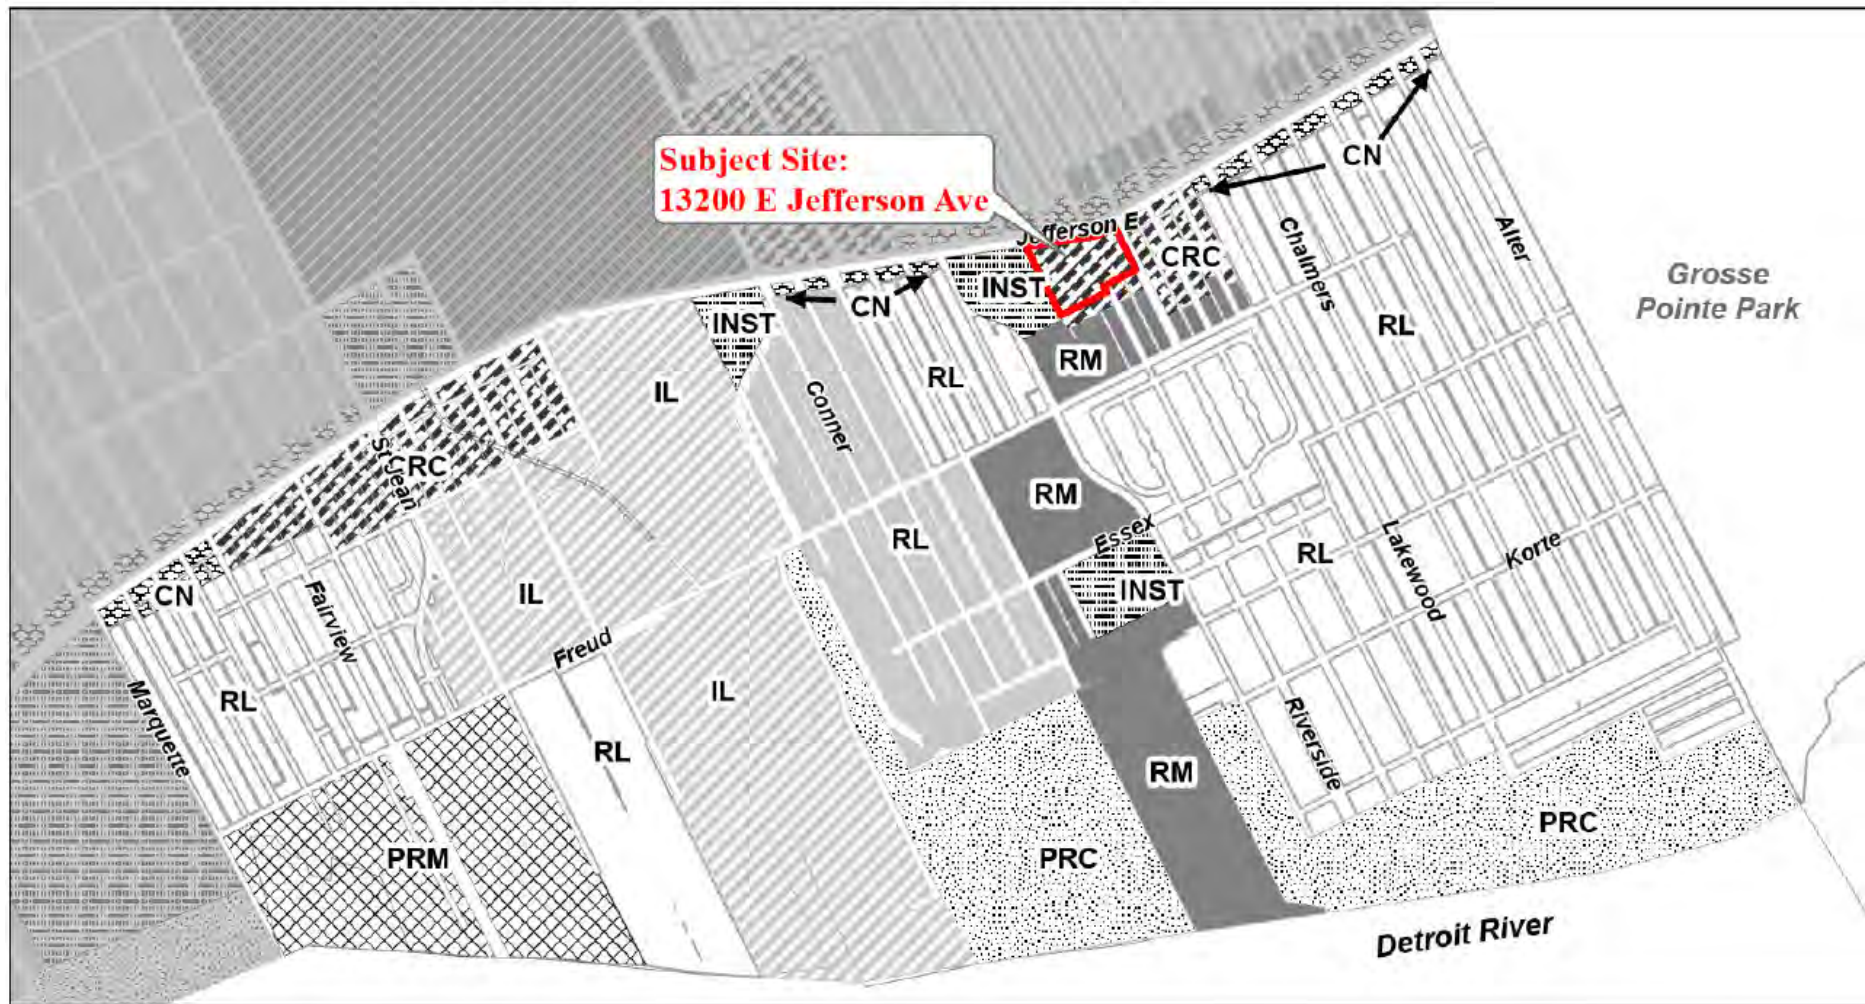 Subject Site:
13200 E Jefferson Ave
CN
Jefferson E
CRC
Chalmers
Alter
Grosse
Pointe Park
INST
INST
CN
RL
RM
RL
IL
Conner
St Jean
CRC
RM
RL
Essex
RL
Lakewood
Korte
CN
Fairview
IL
INST
Freud
Marquette
RL
IL
RL
Riverside
RM
PRC
PRM
PRC
Detroit River